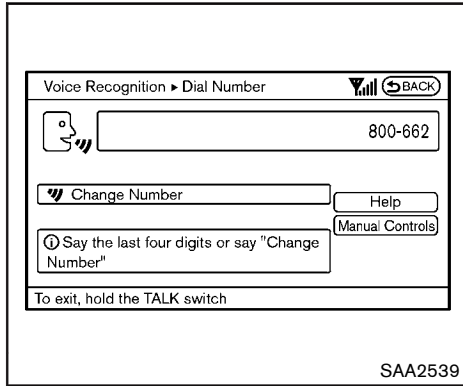 Voice Recognition ▸ Dial Number
BACK
800-662
Change Number
Help
Manual Controls
Say the last four digits or say "Change
Number"
To exit, hold the TALK switch
SAA2539